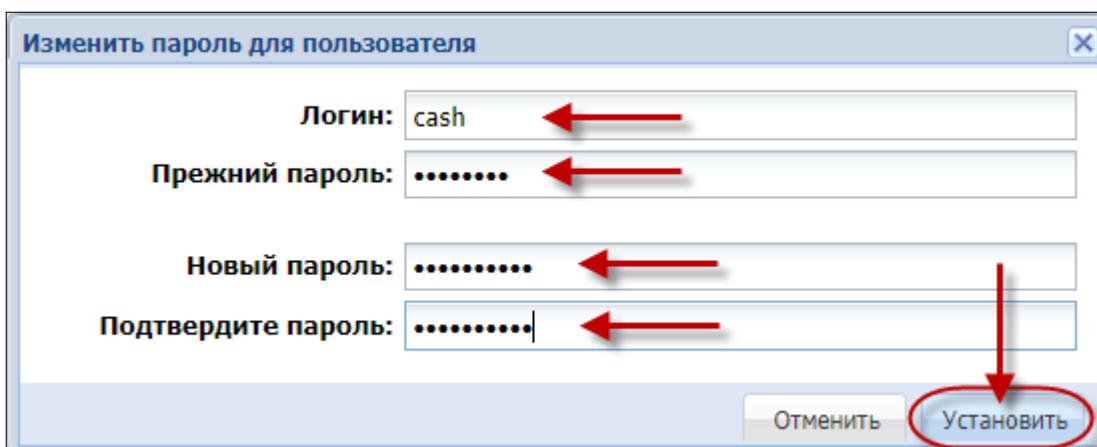 Изменить пароль для пользователя
Логин: cash
Прежний пароль: ••••••••
Новый пароль: ••••••••••
Подтвердите пароль: ••••••••••
Отменить Установить